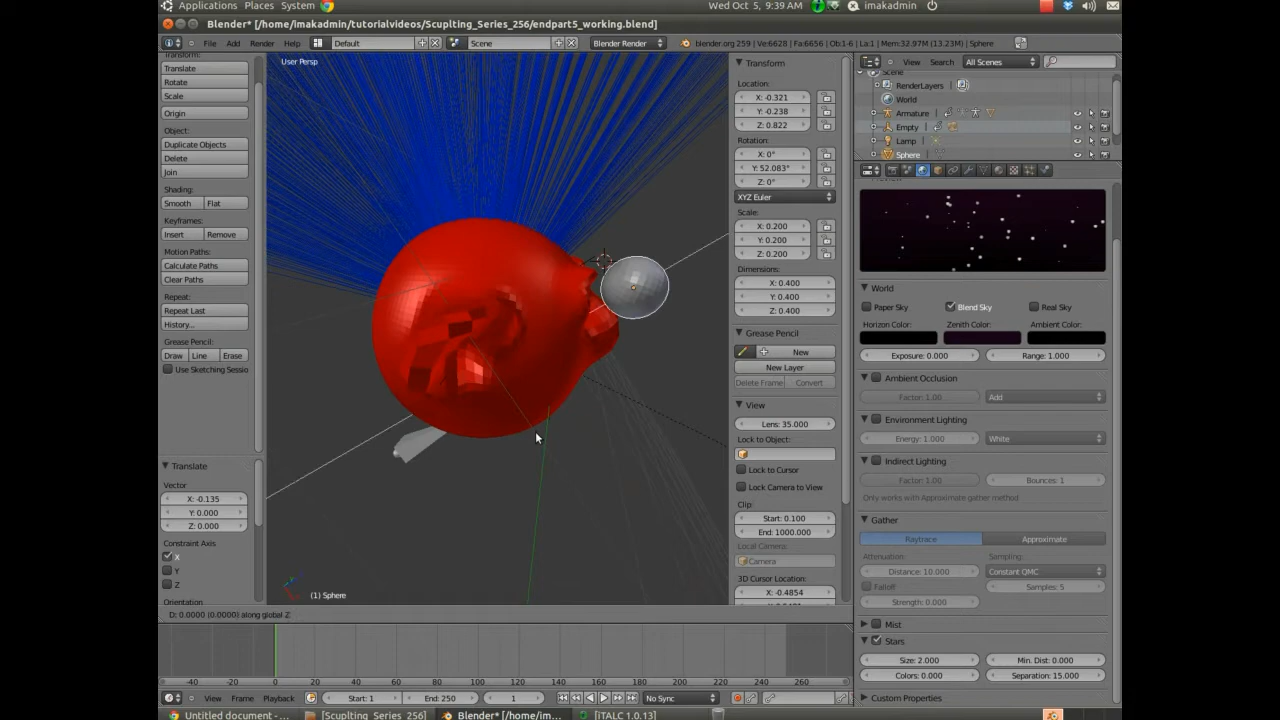 Applications Places System
Wed Oct 5, 9:39 AM
imakadmin
Blender* [/home/imakadmin/tutorialvideos/Scuplting_Series_256/endpart5_working.blend]
File Add Render Help
Default
Scene
Blender Render
blender.org 259 | Ve:6628 | Fa:6656 | Ob:1-6 | La:1 | Mem:32.97M (13.23M) | Sphere
Transform:
Translate
Rotate
Scale
Origin
Object:
Duplicate Objects
Delete
Join
Shading:
Smooth Flat
Keyframes:
Insert Remove
Motion Paths:
Calculate Paths
Clear Paths
Repeat:
Repeat Last
History...
Grease Pencil:
Draw Line Erase
Use Sketching Sessio
Translate
Vector
X: -0.135
Y: 0.000
Z: 0.000
Constraint Axis
X
Y
Z
Orientation
User Persp
(1) Sphere
D: 0.0000 (0.0000) along global Z
Transform
Location:
X: -0.321
Y: -0.238
Z: 0.822
Rotation:
X: 0°
Y: 52.083°
Z: 0°
XYZ Euler
Scale:
X: 0.200
Y: 0.200
Z: 0.200
Dimensions:
X: 0.400
Y: 0.400
Z: 0.400
Grease Pencil
New
New Layer
Delete Frame Convert
View
Lens: 35.000
Lock to Object:
Lock to Cursor
Lock Camera to View
Clip:
Start: 0.100
End: 1000.000
Local Camera:
Camera
3D Cursor Location:
X: -0.4854
View Search All Scenes
Scene
RenderLayers
World
Armature
Empty
Lamp
Sphere
Preview
World
Paper Sky Blend Sky Real Sky
Horizon Color: Zenith Color: Ambient Color:
Exposure: 0.000 Range: 1.000
Ambient Occlusion
Factor: 1.00 Add
Environment Lighting
Energy: 1.000 White
Indirect Lighting
Factor: 1.00 Bounces: 1
Only works with Approximate gather method
Gather
Raytrace Approximate
Attenuation: Sampling:
Distance: 10.000 Constant QMC
Falloff Samples: 5
Strength: 0.000
Mist
Stars
Size: 2.000 Min. Dist: 0.000
Colors: 0.000 Separation: 15.000
Custom Properties
-40 -20 0 20 40 60 80 100 120 140 160 180 200 220 240 260
View Frame Playback Start: 1 End: 250 1 No Sync
Untitled document - ... [Scuplting_Series_256] Blender* [/home/im... [iTALC 1.0.13]